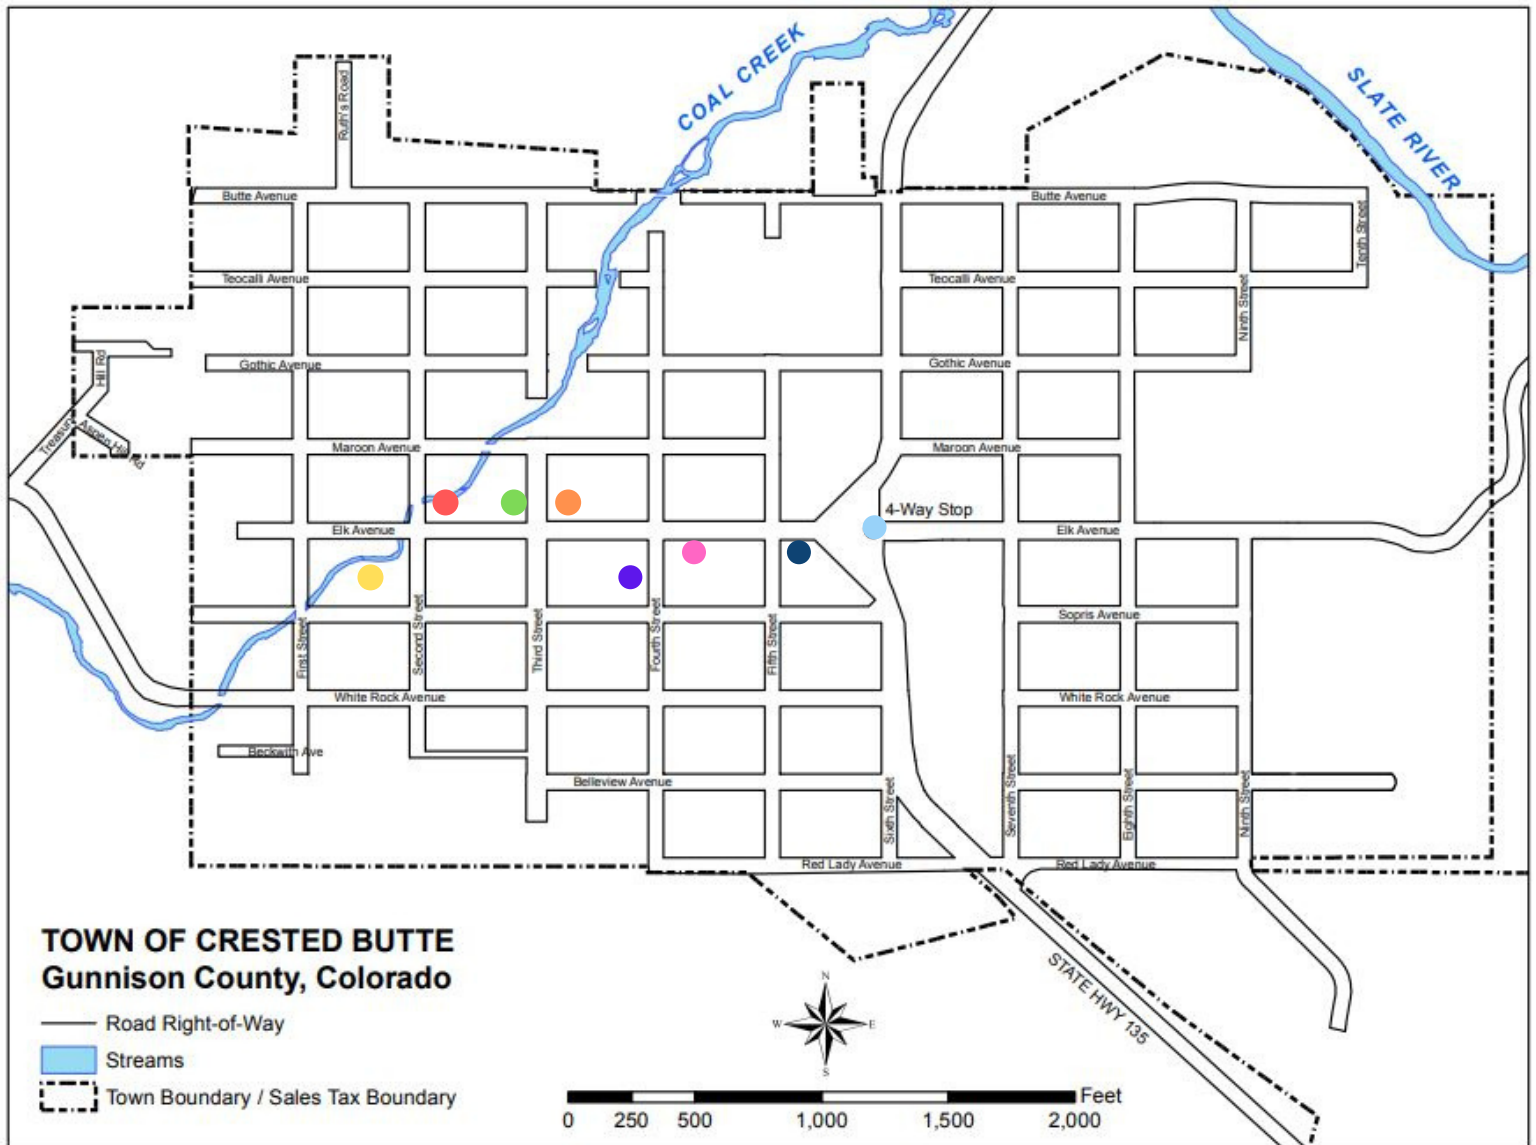 COAL CREEK
SLATE RIVER
Ruth's Road
Butte Avenue
Butte Avenue
Tenth Street
Teocalli Avenue
Teocalli Avenue
Ninth Street
Gothic Avenue
Gothic Avenue
Hill Rd
Treasury
Aspen Hill Rd
Maroon Avenue
Maroon Avenue
4-Way Stop
Elk Avenue
Elk Avenue
First Street
Second Street
Third Street
Fourth Street
Fifth Street
Sopris Avenue
White Rock Avenue
White Rock Avenue
Beckwith Ave
Belleview Avenue
Sixth Street
Seventh Street
Eighth Street
Ninth Street
Red Lady Avenue
Red Lady Avenue
STATE HWY 135
TOWN OF CRESTED BUTTE
Gunnison County, Colorado
Road Right-of-Way
Streams
Town Boundary / Sales Tax Boundary
N
W
E
S
Feet
0 250 500 1,000 1,500 2,000